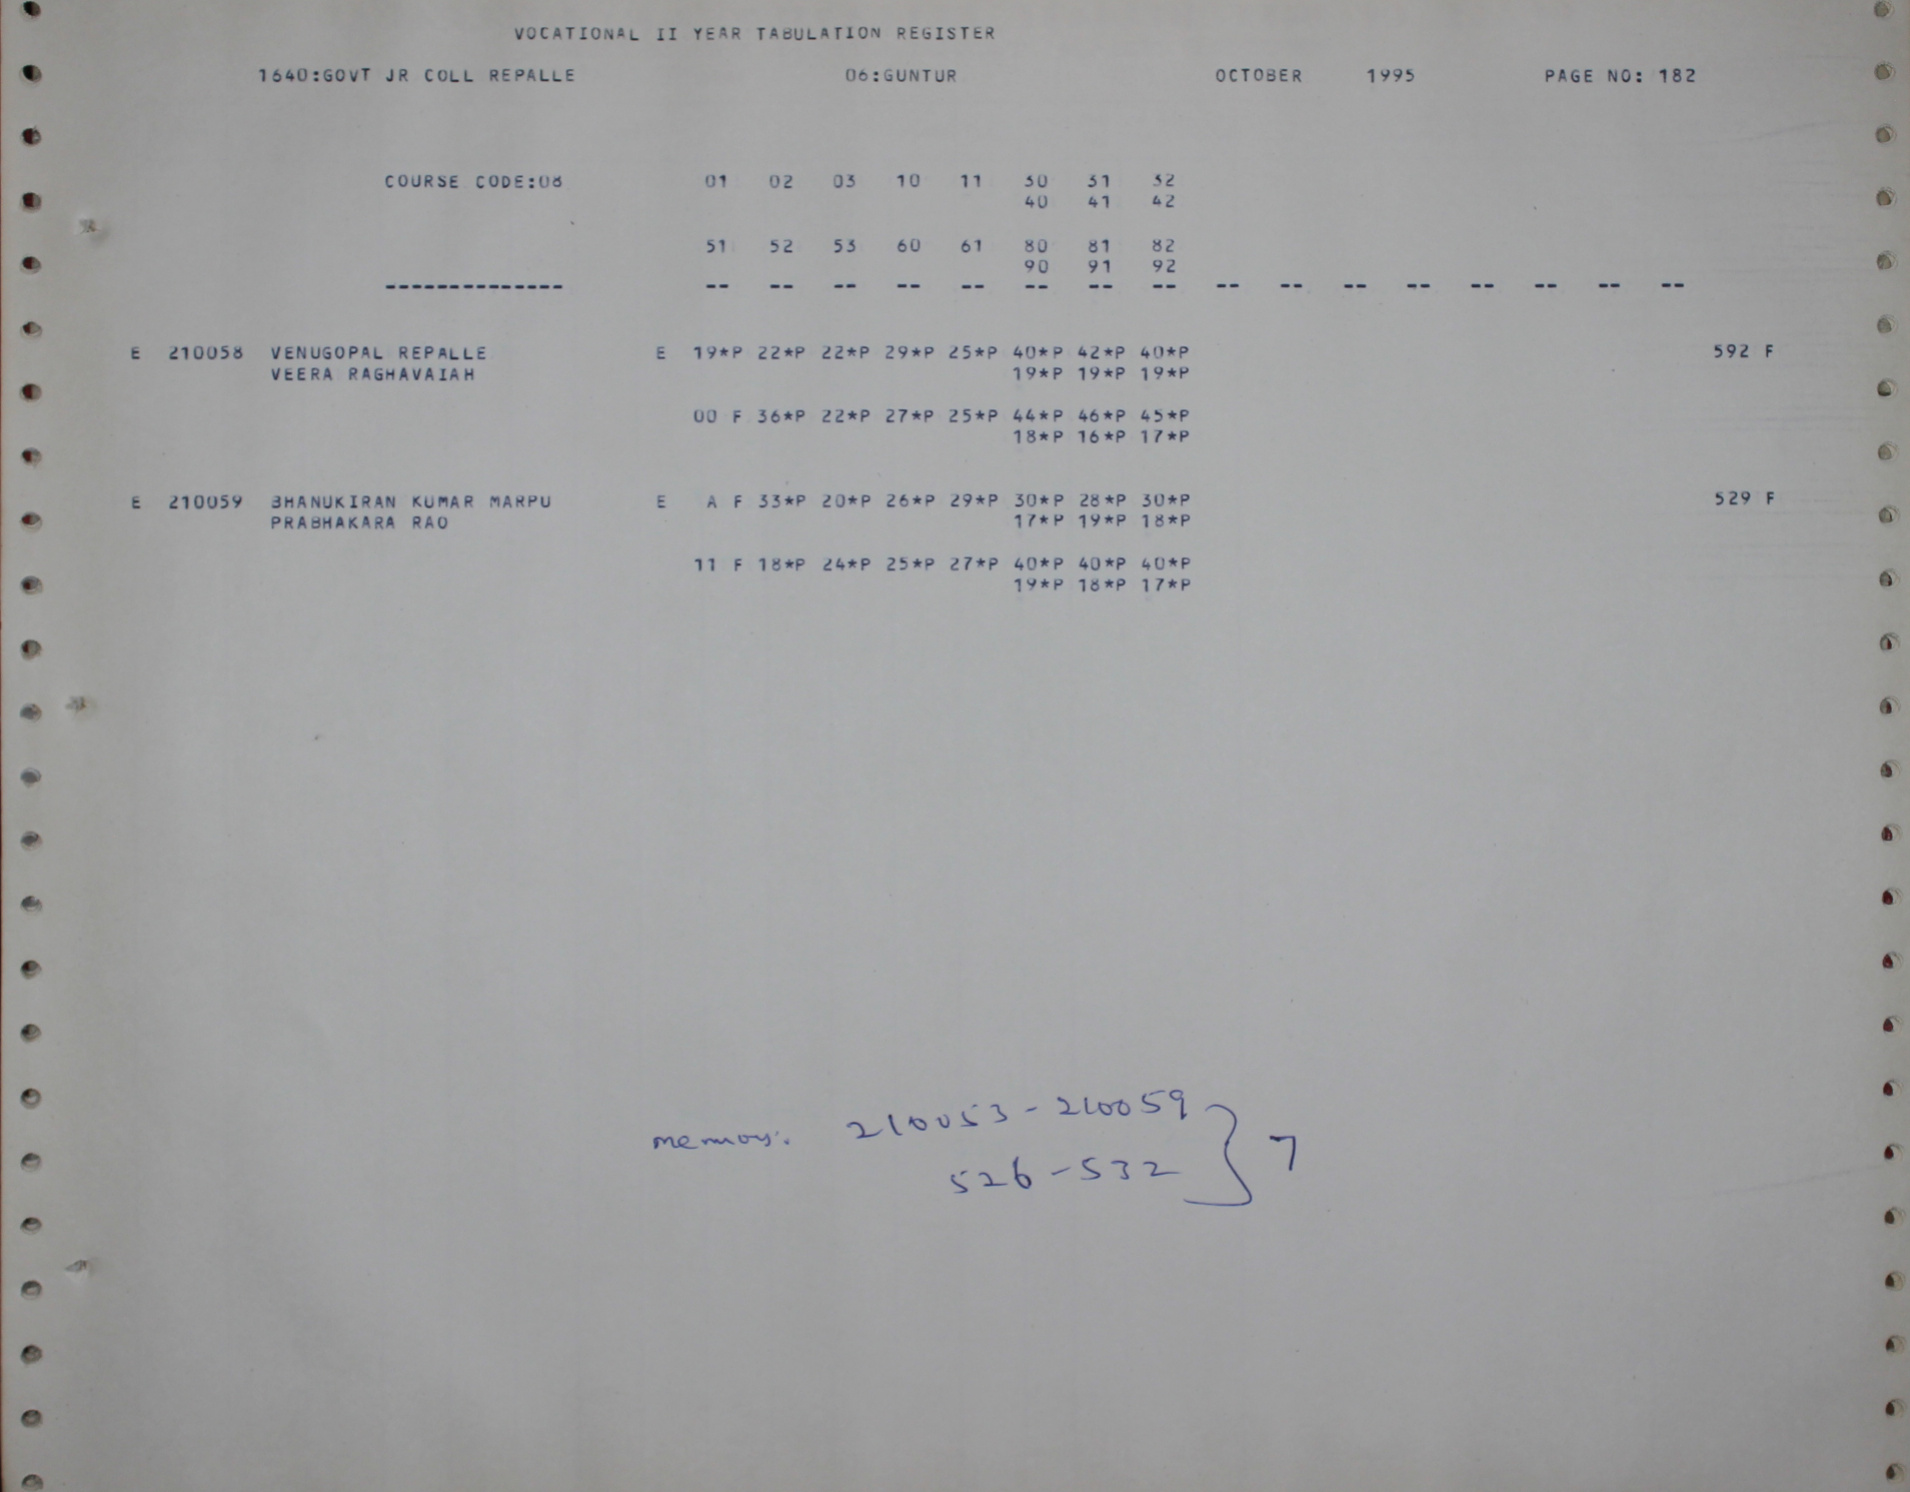 VOCATIONAL II YEAR TABULATION REGISTER
1640:GOVT JR COLL REPALLE 06:GUNTUR OCTOBER 1995 PAGE NO: 182
COURSE CODE:08 01 02 03 10 11 30 31 32
40 41 42
51 52 53 60 61 80 81 82
90 91 92
-------------- -- -- -- -- -- -- -- -- -- -- -- -- -- -- -- --
E 210058 VENUGOPAL REPALLE E 19*P 22*P 22*P 29*P 25*P 40*P 42*P 40*P 592 F
VEERA RAGHAVAIAH 19*P 19*P 19*P
00 F 36*P 22*P 27*P 25*P 44*P 46*P 45*P
18*P 16*P 17*P
E 210059 BHANUKIRAN KUMAR MARPU E A F 33*P 20*P 26*P 29*P 30*P 28*P 30*P 529 F
PRABHAKARA RAO 17*P 19*P 18*P
11 F 18*P 24*P 25*P 27*P 40*P 40*P 40*P
19*P 18*P 17*P
210053-210059
526-532 } 7